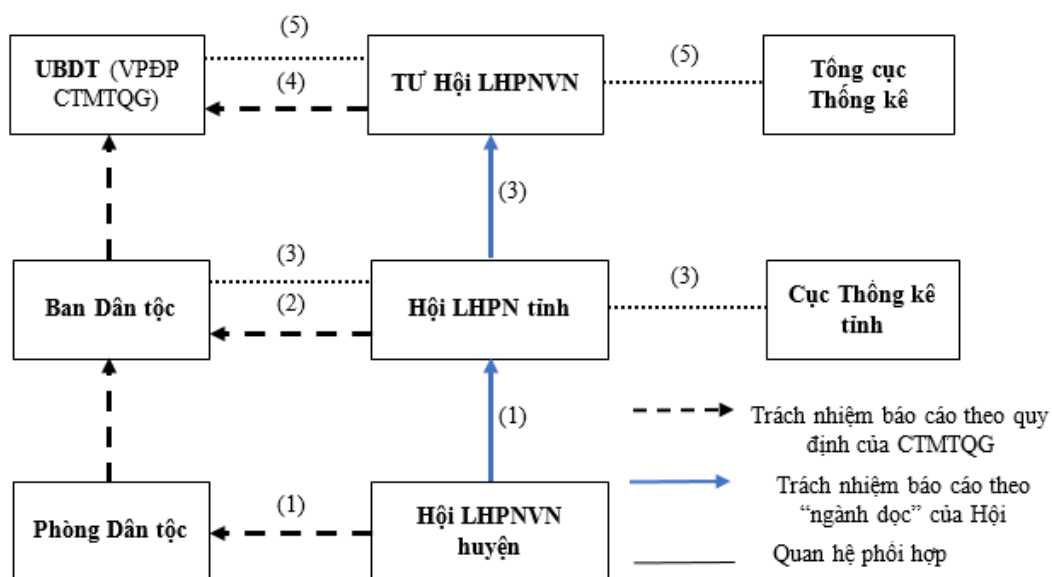 (5)
UBDT (VPĐP
CTMTQG)
(4)
TƯ Hội LHPNVN
(5)
Tổng cục
Thống kê
(3)
Ban Dân tộc
(3)
(2)
Hội LHPN tỉnh
(3)
Cục Thống kê
tỉnh
(1)
Phòng Dân tộc
(1)
Hội LHPNVN
huyện
Trách nhiệm báo cáo theo quy
định của CTMTQG
Trách nhiệm báo cáo theo
“ngành dọc” của Hội
Quan hệ phối hợp